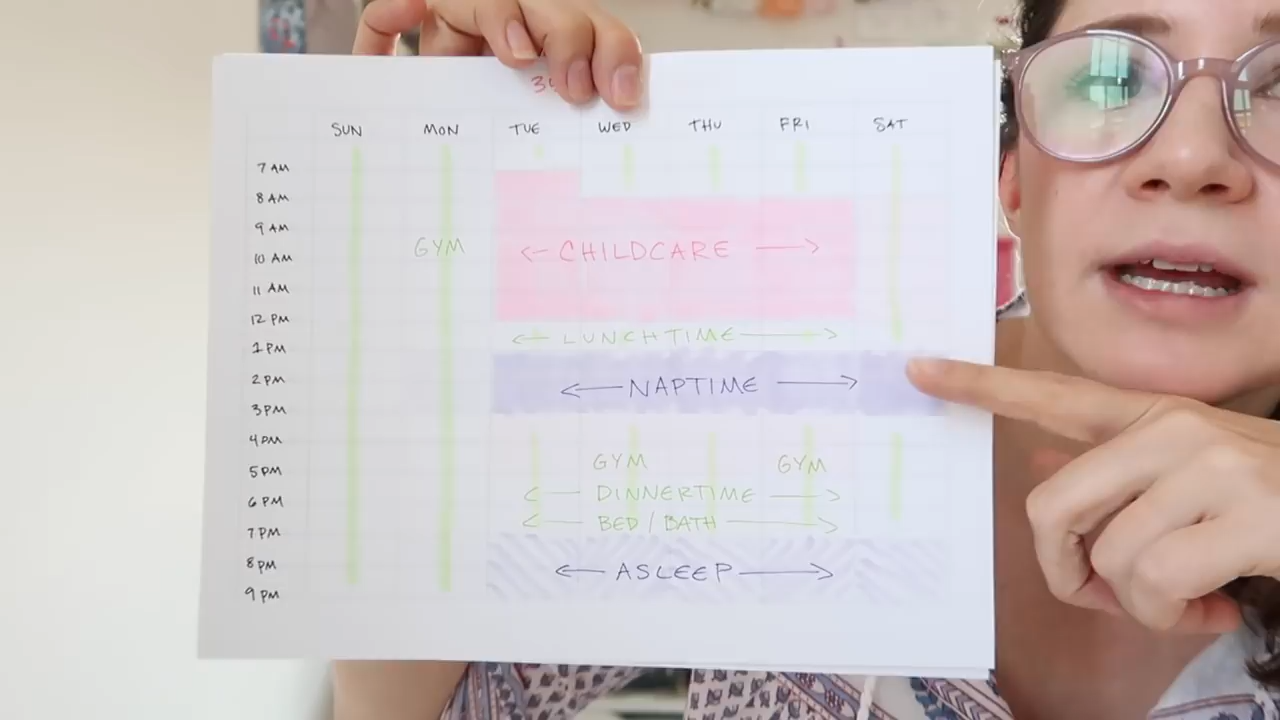 SUN MON TUE WED THU FRI SAT
7 AM
8 AM
9 AM
GYM ← CHILDCARE →
10 AM
11 AM
12 PM
← LUNCHTIME →
1 PM
2 PM ← NAPTIME →
3 PM
4 PM
GYM GYM
5 PM
6 PM ← DINNERTIME →
← BED / BATH →
7 PM
8 PM ← ASLEEP →
9 PM